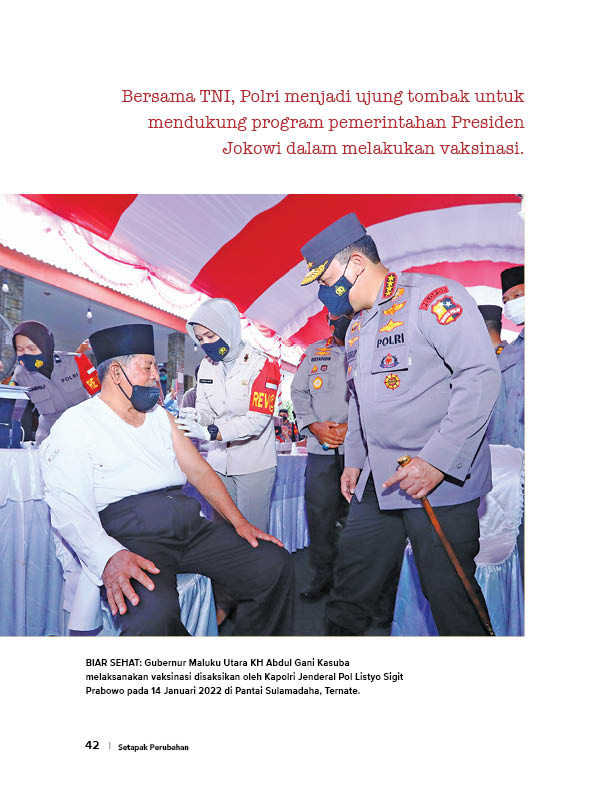 Bersama TNI, Polri menjadi ujung tombak untuk
mendukung program pemerintahan Presiden
Jokowi dalam melakukan vaksinasi.
POLRI
BIAR SEHAT: Gubernur Maluku Utara KH Abdul Gani Kasuba
melaksanakan vaksinasi disaksikan oleh Kapolri Jenderal Pol Listyo Sigit
Prabowo pada 14 Januari 2022 di Pantai Sulamadaha, Ternate.
42 | Setapak Perubahan